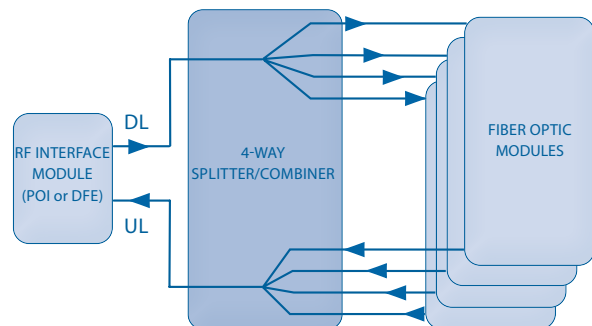 DL
RF INTERFACE
MODULE
(POI or DFE)
UL
4-WAY
SPLITTER/COMBINER
FIBER OPTIC
MODULES